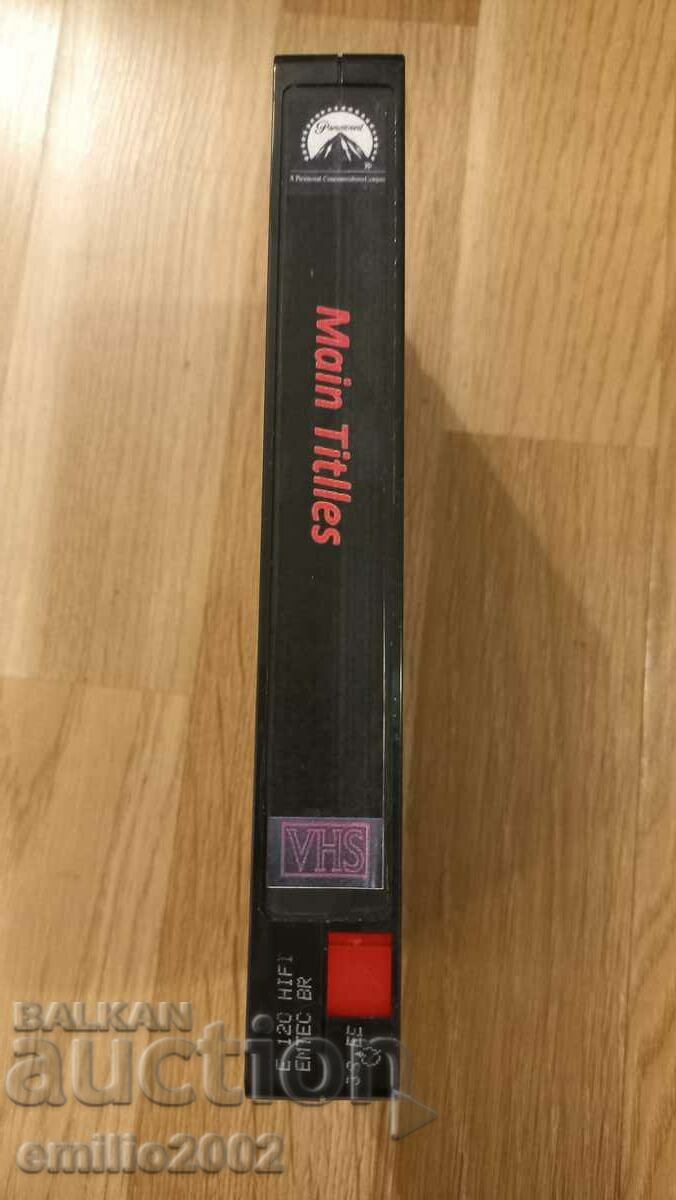 Paramount
A Paramount Communications Company
Main Titlles
VHS
E 120 HIFI
EMTEC BR
BALKAN
auction
emilio2002